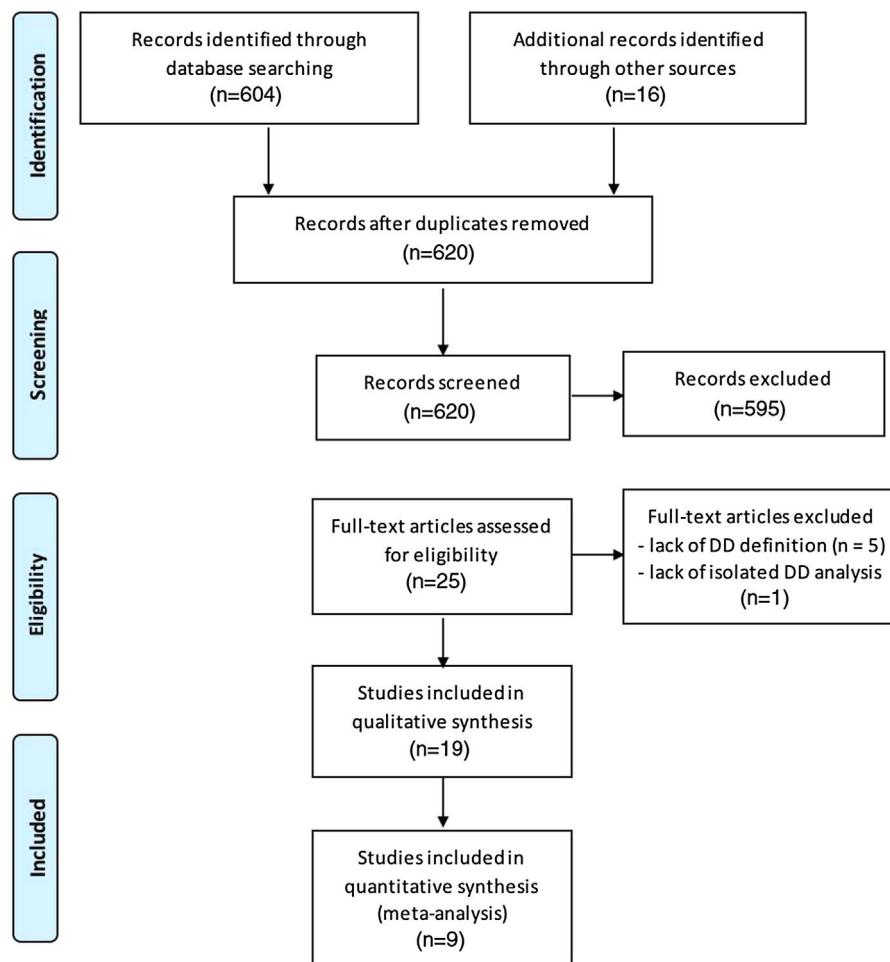 Identification
Records identified through
database searching
(n=604)
Additional records identified
through other sources
(n=16)
Records after duplicates removed
(n=620)
Screening
Records screened
(n=620)
Records excluded
(n=595)
Eligibility
Full-text articles assessed
for eligibility
(n=25)
Full-text articles excluded
- lack of DD definition (n = 5)
- lack of isolated DD analysis
(n=1)
Studies included in
qualitative synthesis
(n=19)
Included
Studies included in
quantitative synthesis
(meta-analysis)
(n=9)